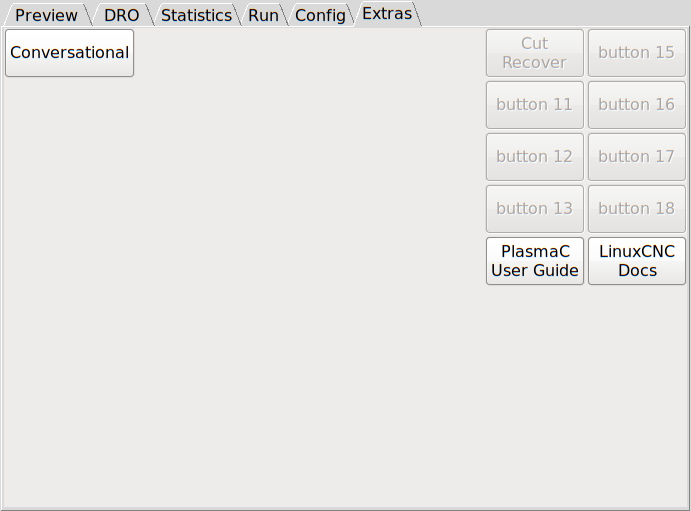 Preview DRO Statistics Run Config Extras
Conversational
Cut
Recover
button 15
button 11
button 16
button 12
button 17
button 13
button 18
PlasmaC
User Guide
LinuxCNC
Docs